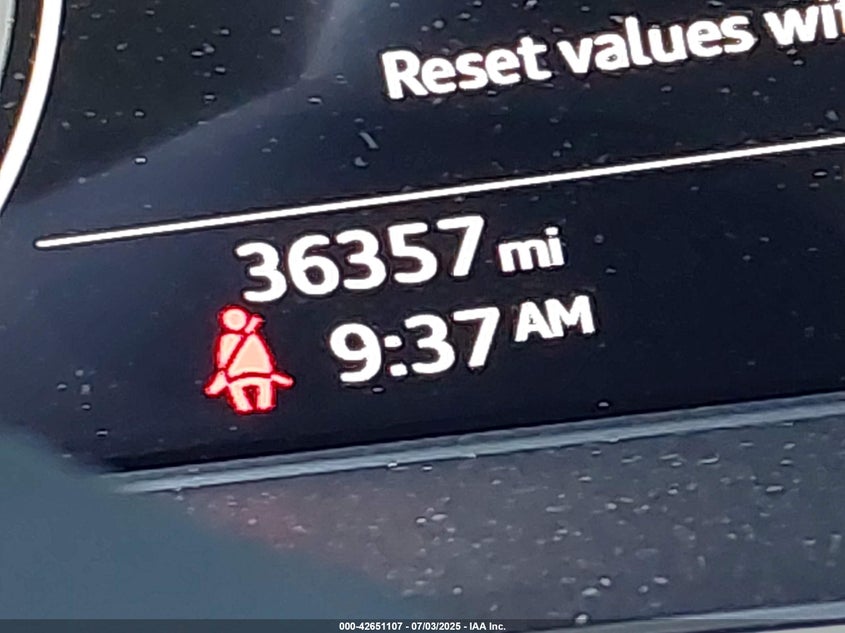 Reset values
36357 mi
9:37 AM
000-42651107 - 07/03/2025 - IAA Inc.